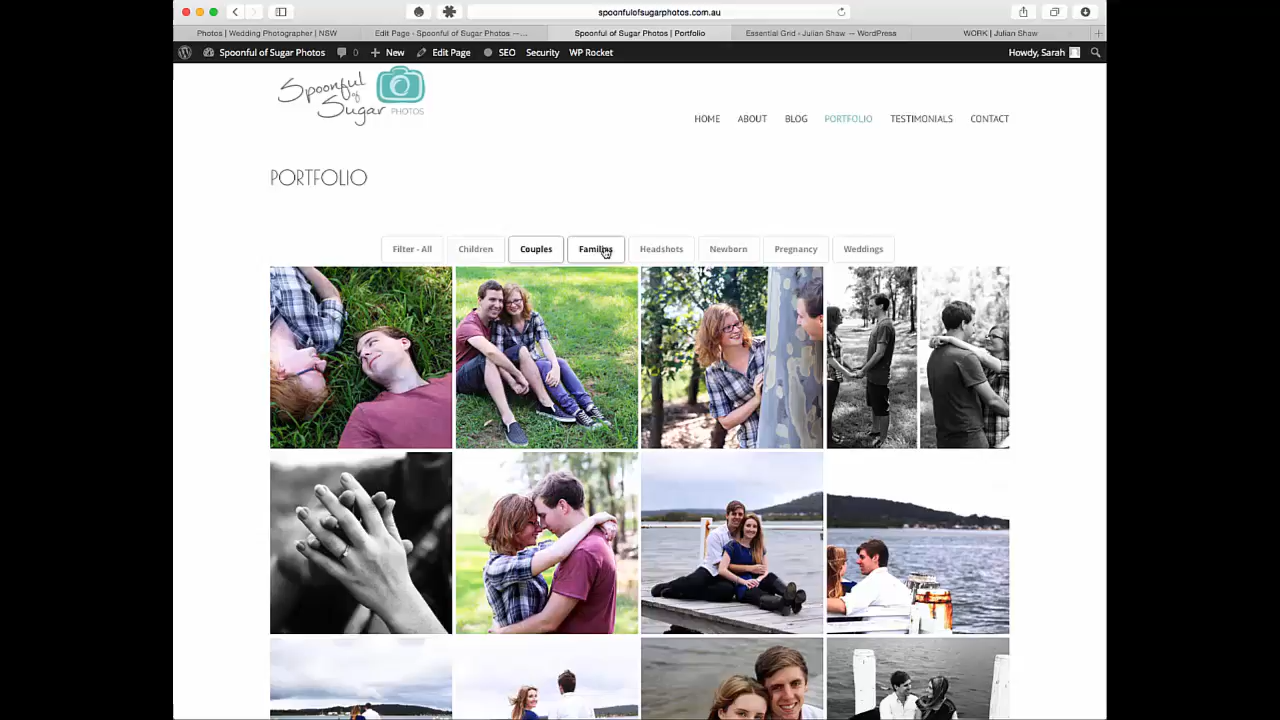 spoonfulofsugarphotos.com.au
Photos | Wedding Photographer | NSW
Edit Page - Spoonful of Sugar Photos --...
Spoonful of Sugar Photos | Portfolio
Essential Grid - Julian Shaw — WordPress
WORK | Julian Shaw
Spoonful of Sugar Photos
0
+ New
Edit Page
SEO
Security
WP Rocket
Howdy, Sarah
Spoonful of Sugar PHOTOS
HOME
ABOUT
BLOG
PORTFOLIO
TESTIMONIALS
CONTACT
PORTFOLIO
Filter - All
Children
Couples
Families
Headshots
Newborn
Pregnancy
Weddings